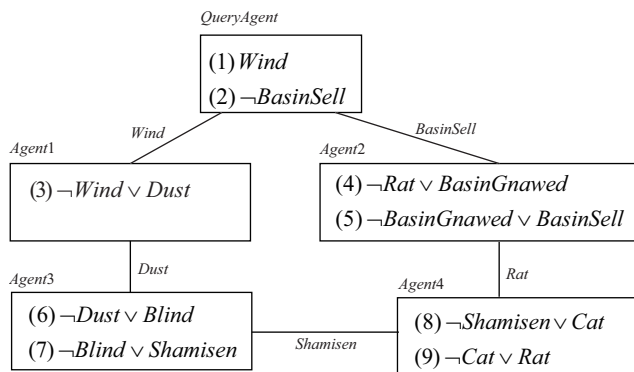 QueryAgent
(1) Wind
(2) ¬BasinSell
Wind
BasinSell
Agent1
(3) ¬Wind ∨ Dust
Agent2
(4) ¬Rat ∨ BasinGnawed
(5) ¬BasinGnawed ∨ BasinSell
Dust
Rat
Agent3
(6) ¬Dust ∨ Blind
(7) ¬Blind ∨ Shamisen
Shamisen
Agent4
(8) ¬Shamisen ∨ Cat
(9) ¬Cat ∨ Rat